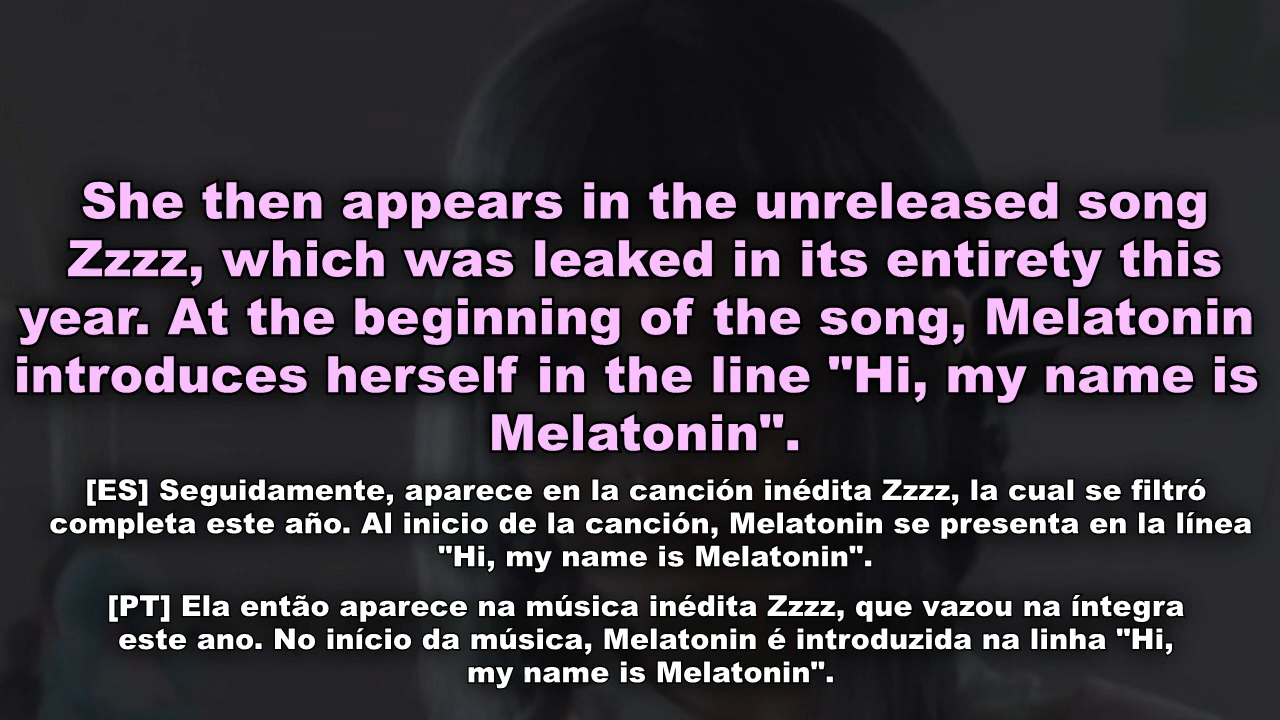 She then appears in the unreleased song
Zzzz, which was leaked in its entirety this
year. At the beginning of the song, Melatonin
introduces herself in the line "Hi, my name is
Melatonin".
[ES] Seguidamente, aparece en la canción inédita Zzzz, la cual se filtró
completa este año. Al inicio de la canción, Melatonin se presenta en la línea
"Hi, my name is Melatonin".
[PT] Ela então aparece na música inédita Zzzz, que vazou na íntegra
este ano. No início da música, Melatonin é introduzida na linha "Hi,
my name is Melatonin".